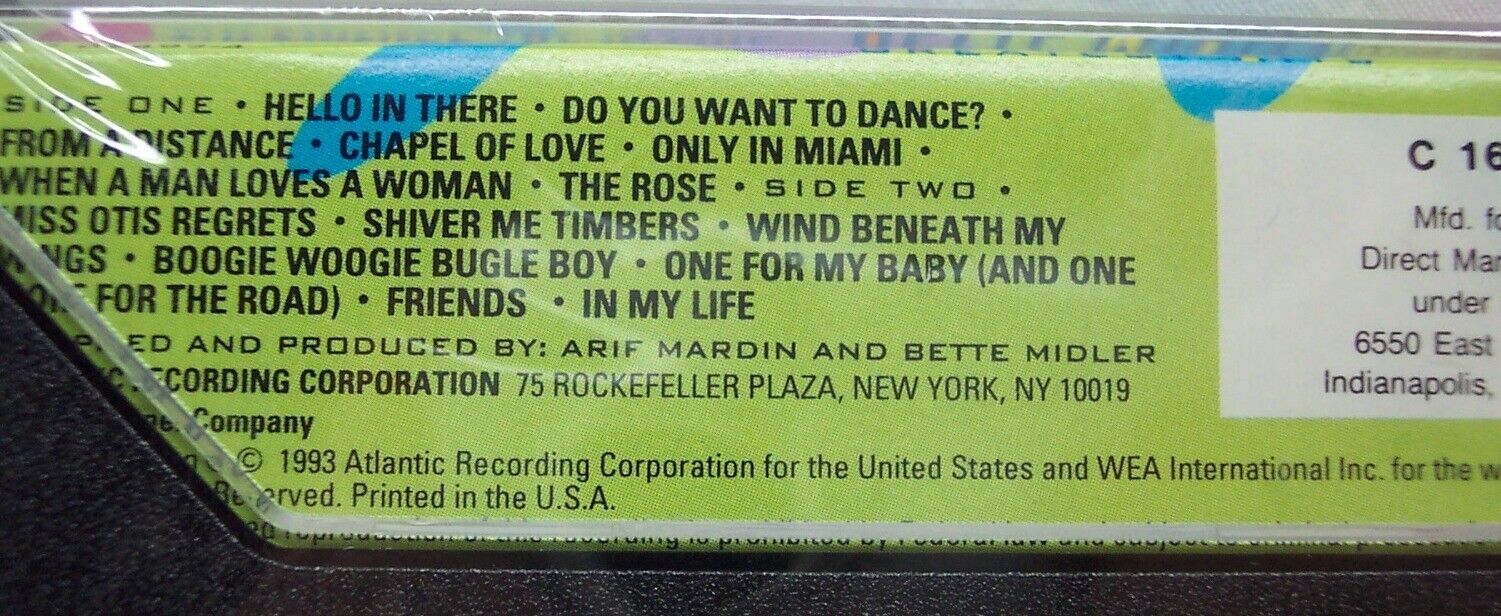 SIDE ONE • HELLO IN THERE • DO YOU WANT TO DANCE? •
FROM A DISTANCE • CHAPEL OF LOVE • ONLY IN MIAMI •
WHEN A MAN LOVES A WOMAN • THE ROSE • SIDE TWO •
MISS OTIS REGRETS • SHIVER ME TIMBERS • WIND BENEATH MY
WINGS • BOOGIE WOOGIE BUGLE BOY • ONE FOR MY BABY (AND ONE
FOR THE ROAD) • FRIENDS • IN MY LIFE
AND PRODUCED BY: ARIF MARDIN AND BETTE MIDLER
RECORDING CORPORATION 75 ROCKEFELLER PLAZA, NEW YORK, NY 10019
Company
© 1993 Atlantic Recording Corporation for the United States and WEA International Inc. for the
Printed in the U.S.A.
C 16
Mfd.
Direct
under
6550 East
Indianapolis,